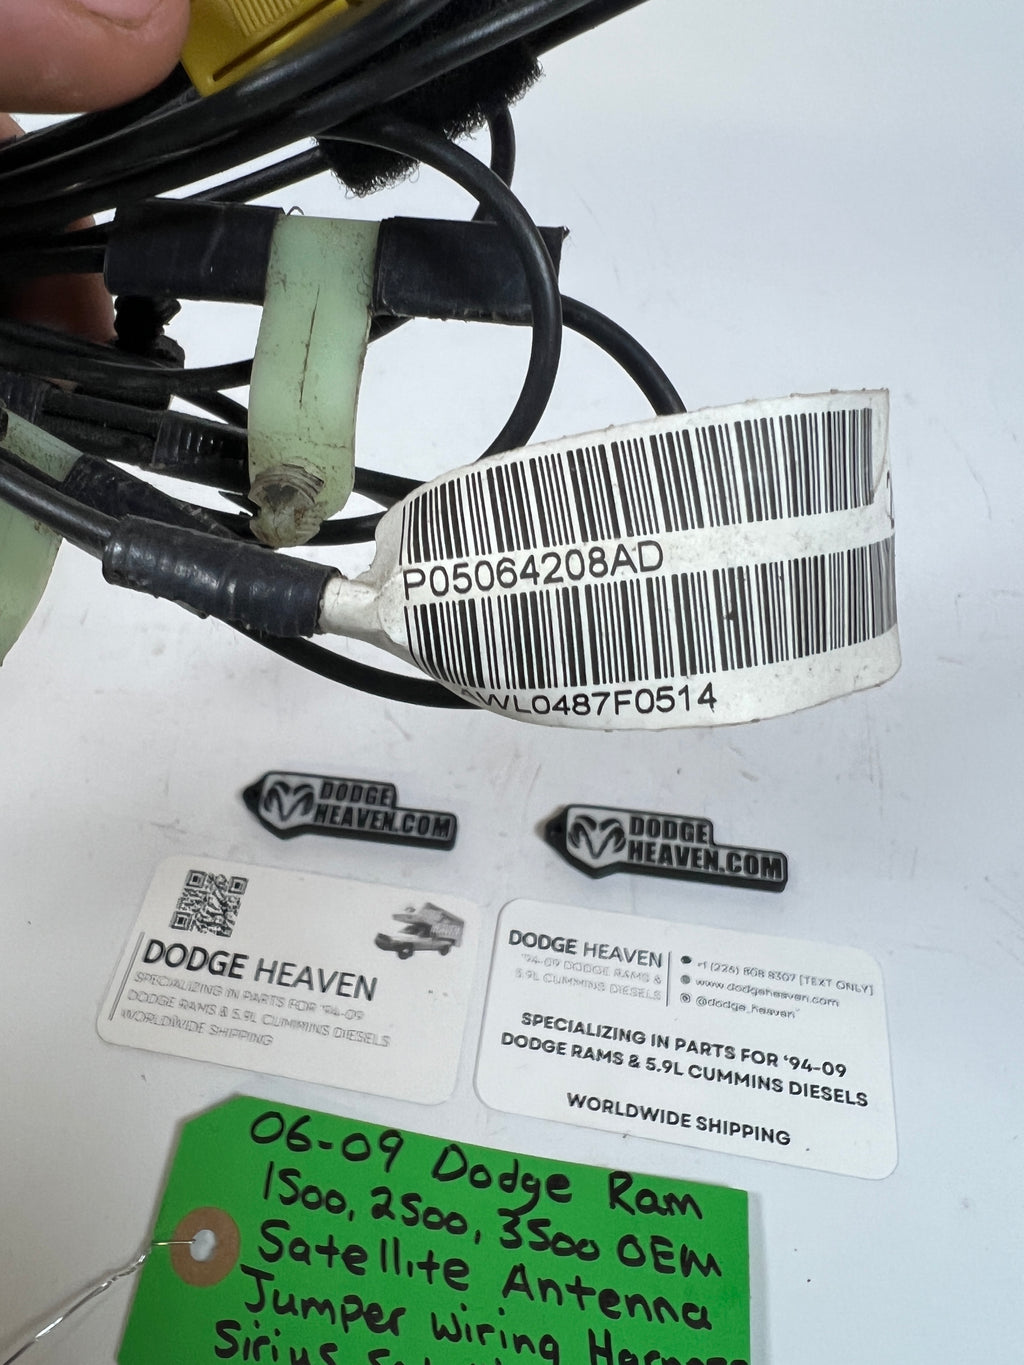 P05064208AD
WL0487F0514
DODGE
HEAVEN.COM
DODGE
HEAVEN.COM
DODGE HEAVEN
SPECIALIZING IN PARTS FOR '94-09
DODGE RAMS & 5.9L CUMMINS DIESELS
WORLDWIDE SHIPPING
DODGE HEAVEN
'94-09 DODGE RAMS &
5.9L CUMMINS DIESELS
+1 (226) 808 8307 [TEXT ONLY]
www.dodgeheaven.com
@dodge_heaven
SPECIALIZING IN PARTS FOR '94-09
DODGE RAMS & 5.9L CUMMINS DIESELS
WORLDWIDE SHIPPING
06-09 Dodge Ram
1500, 2500, 3500 OEM
Satellite Antenna
Jumper Wiring Harness
Sirius